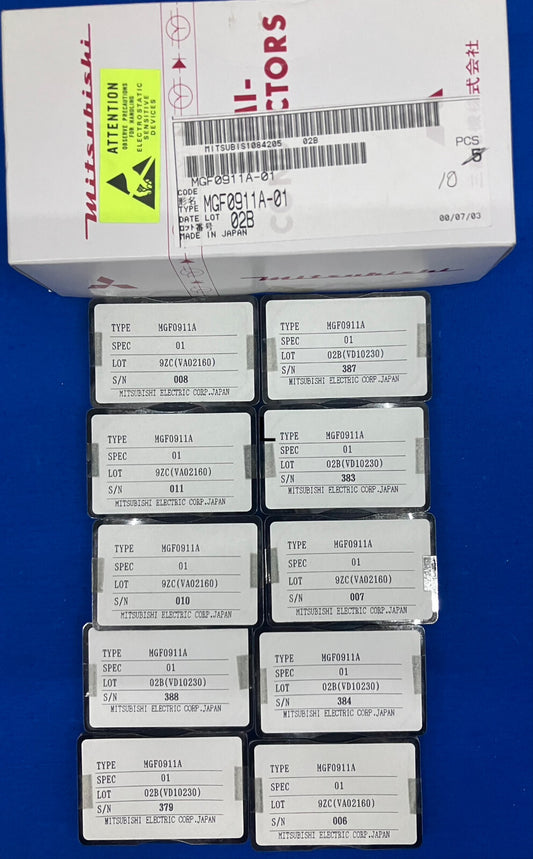 Mitsubishi
ATTENTION
OBSERVE PRECAUTIONS
FOR HANDLING
ELECTROSTATIC
SENSITIVE
DEVICES
CTORS
式会社
MITSUBIS1084205 02B
PCS
MGF0911A-01
CODE
形名
TYPE MGF0911A-01
DATE LOT
ロット番号 02B
MADE IN JAPAN
10
00/07/03
Mitsubishi
TYPE MGF0911A
SPEC 01
LOT 9ZC(VA02160)
S/N 008
MITSUBISHI ELECTRIC CORP.JAPAN
TYPE MGF0911A
SPEC 01
LOT 02B(VD10230)
S/N 387
MITSUBISHI ELECTRIC CORP.JAPAN
TYPE MGF0911A
SPEC 01
LOT 9ZC(VA02160)
S/N 011
MITSUBISHI ELECTRIC CORP.JAPAN
TYPE MGF0911A
SPEC 01
LOT 02B(VD10230)
S/N 383
MITSUBISHI ELECTRIC CORP.JAPAN
TYPE MGF0911A
SPEC 01
LOT 9ZC(VA02160)
S/N 010
MITSUBISHI ELECTRIC CORP.JAPAN
TYPE MGF0911A
SPEC 01
LOT 9ZC(VA02160)
S/N 007
MITSUBISHI ELECTRIC CORP.JAPAN
TYPE MGF0911A
SPEC 01
LOT 02B(VD10230)
S/N 388
MITSUBISHI ELECTRIC CORP.JAPAN
TYPE MGF0911A
SPEC 01
LOT 02B(VD10230)
S/N 384
MITSUBISHI ELECTRIC CORP.JAPAN
TYPE MGF0911A
SPEC 01
LOT 02B(VD10230)
S/N 379
MITSUBISHI ELECTRIC CORP.JAPAN
TYPE MGF0911A
SPEC 01
LOT 9ZC(VA02160)
S/N 006
MITSUBISHI ELECTRIC CORP.JAPAN